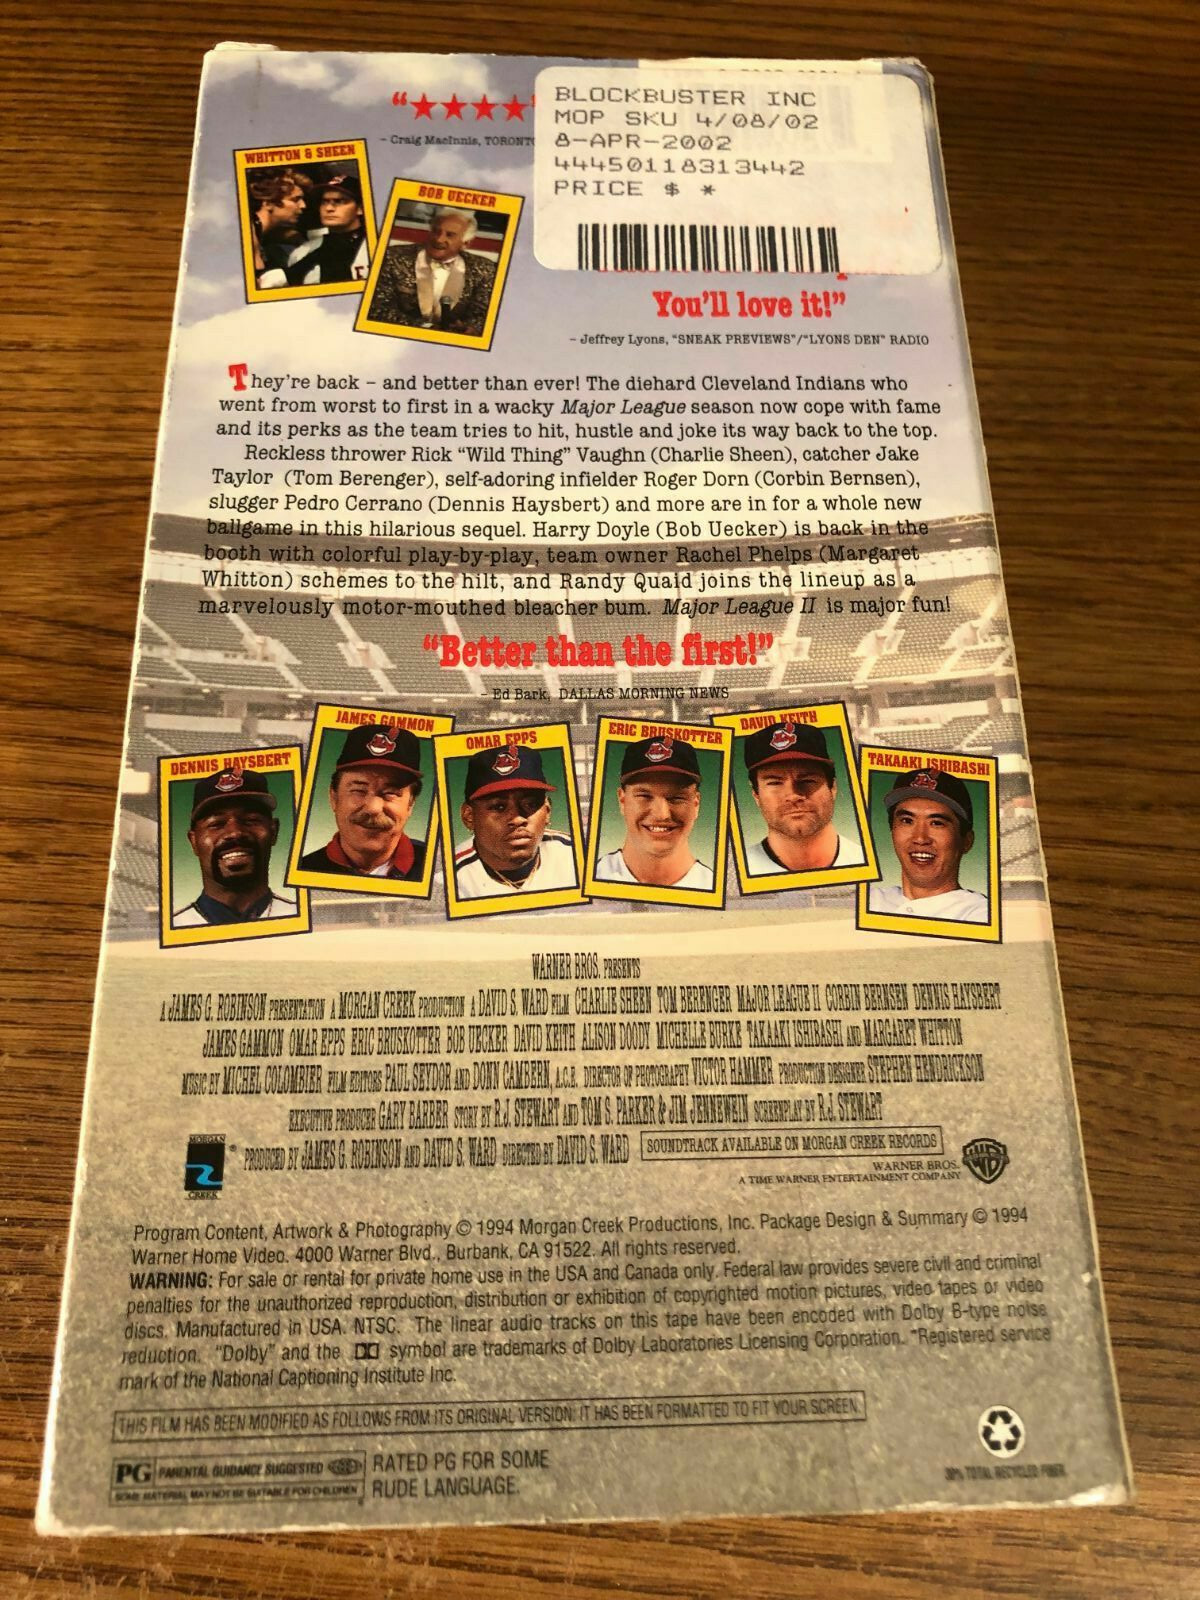 BLOCKBUSTER INC
MOP SKU 4/08/02
8-APR-2002
44450118313442
PRICE $ *
“★★★★
– Craig MacInnis, TORONTO
WHITTON & SHEEN
BOB UECKER
You'll love it!”
– Jeffrey Lyons, “SNEAK PREVIEWS”/“LYONS DEN” RADIO
They're back – and better than ever! The diehard Cleveland Indians who
went from worst to first in a wacky Major League season now cope with fame
and its perks as the team tries to hit, hustle and joke its way back to the top.
Reckless thrower Rick “Wild Thing” Vaughn (Charlie Sheen), catcher Jake
Taylor (Tom Berenger), self-adoring infielder Roger Dorn (Corbin Bernsen),
slugger Pedro Cerrano (Dennis Haysbert) and more are in for a whole new
ballgame in this hilarious sequel. Harry Doyle (Bob Uecker) is back in the
booth with colorful play-by-play, team owner Rachel Phelps (Margaret
Whitton) schemes to the hilt, and Randy Quaid joins the lineup as a
marvelously motor-mouthed bleacher bum. Major League II is major fun!
“Better than the first!”
– Ed Bark, DALLAS MORNING NEWS
DENNIS HAYSBERT
JAMES GAMMON
OMAR EPPS
ERIC BRUSKOTTER
DAVID KEITH
TAKAAKI ISHIBASHI
WARNER BROS. PRESENTS
A JAMES G. ROBINSON PRESENTATION A MORGAN CREEK PRODUCTION A DAVID S. WARD FILM CHARLIE SHEEN TOM BERENGER MAJOR LEAGUE II CORBIN BERNSEN DENNIS HAYSBERT
JAMES GAMMON OMAR EPPS ERIC BRUSKOTTER BOB UECKER DAVID KEITH ALISON DOODY MICHELLE BURKE TAKAAKI ISHIBASHI AND MARGARET WHITTON
MUSIC BY MICHEL COLOMBIER FILM EDITORS PAUL SEYDOR AND DONN CAMBERN, A.C.E. DIRECTOR OF PHOTOGRAPHY VICTOR HAMMER PRODUCTION DESIGNER STEPHEN HENDRICKSON
EXECUTIVE PRODUCER GARY BARBER STORY BY R.J. STEWART AND TOM S. PARKER & JIM JENNEWEIN SCREENPLAY BY R.J. STEWART
MORGAN CREEK ® PRODUCED BY JAMES G. ROBINSON AND DAVID S. WARD DIRECTED BY DAVID S. WARD
SOUNDTRACK AVAILABLE ON MORGAN CREEK RECORDS
WARNER BROS.
A TIME WARNER ENTERTAINMENT COMPANY
WB
Program Content, Artwork & Photography © 1994 Morgan Creek Productions, Inc. Package Design & Summary © 1994
Warner Home Video. 4000 Warner Blvd., Burbank, CA 91522. All rights reserved.
WARNING: For sale or rental for private home use in the USA and Canada only. Federal law provides severe civil and criminal
penalties for the unauthorized reproduction, distribution or exhibition of copyrighted motion pictures, video tapes or video
discs. Manufactured in USA. NTSC. The linear audio tracks on this tape have been encoded with Dolby B-type noise
reduction. “Dolby” and the symbol are trademarks of Dolby Laboratories Licensing Corporation. *Registered service
mark of the National Captioning Institute Inc.
THIS FILM HAS BEEN MODIFIED AS FOLLOWS FROM ITS ORIGINAL VERSION: IT HAS BEEN FORMATTED TO FIT YOUR SCREEN.
PG PARENTAL GUIDANCE SUGGESTED
SOME MATERIAL MAY NOT BE SUITABLE FOR CHILDREN
RATED PG FOR SOME
RUDE LANGUAGE.
TOTAL RECYCLED FIBER